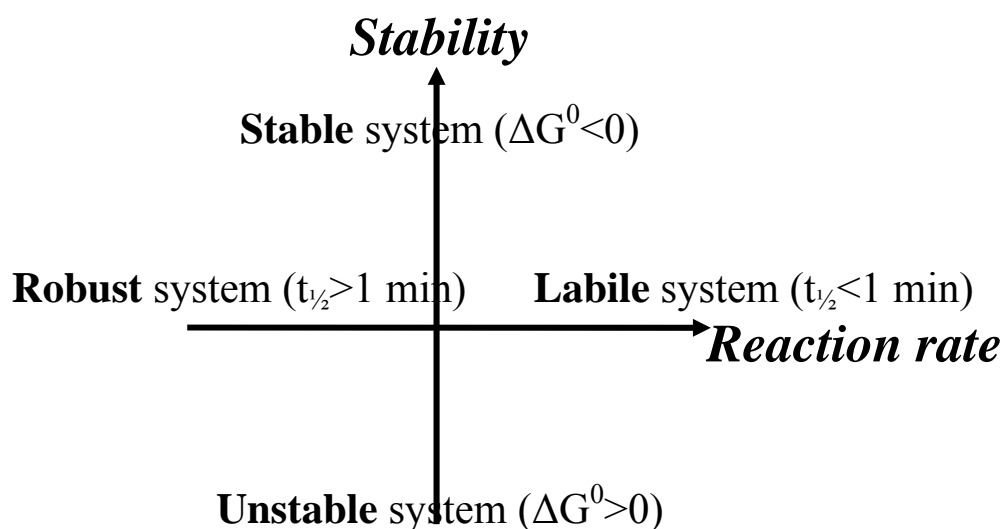 Stability
Stable system (ΔG⁰<0)
Robust system (t½>1 min) Labile system (t½<1 min)
Reaction rate
Unstable system (ΔG⁰>0)